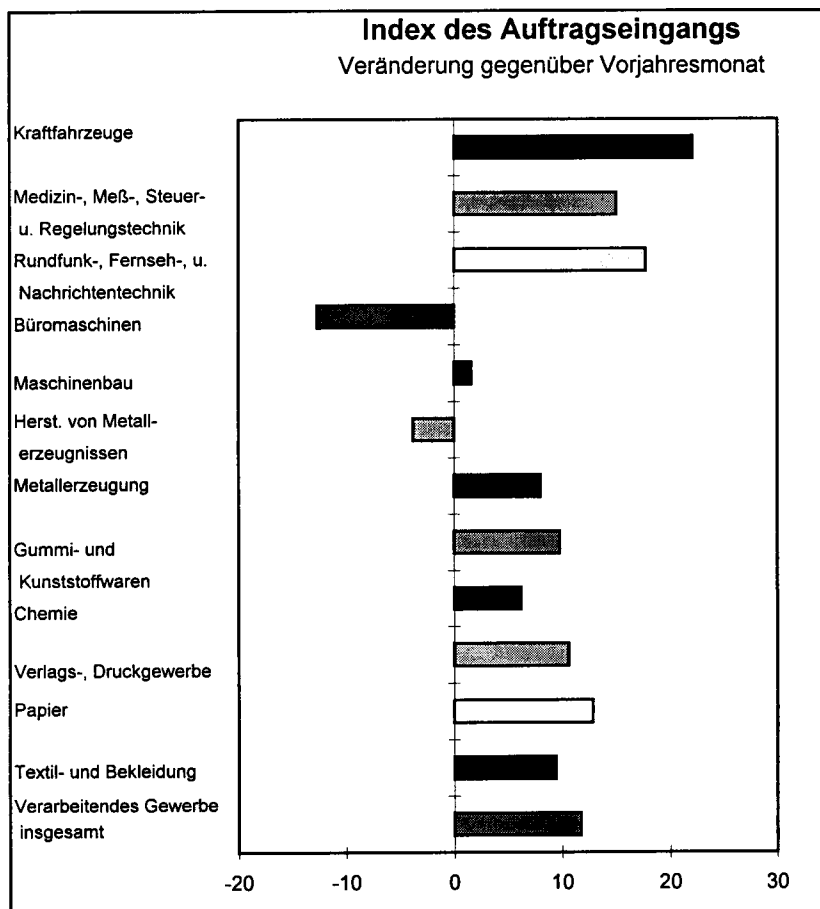 Index des Auftragseingangs
Veränderung gegenüber Vorjahresmonat
Kraftfahrzeuge
Medizin-, Meß-, Steuer-
u. Regelungstechnik
Rundfunk-, Fernseh-, u.
Nachrichtentechnik
Büromaschinen
Maschinenbau
Herst. von Metall-
erzeugnissen
Metallerzeugung
Gummi- und
Kunststoffwaren
Chemie
Verlags-, Druckgewerbe
Papier
Textil- und Bekleidung
Verarbeitendes Gewerbe
insgesamt
-20 -10 0 10 20 30